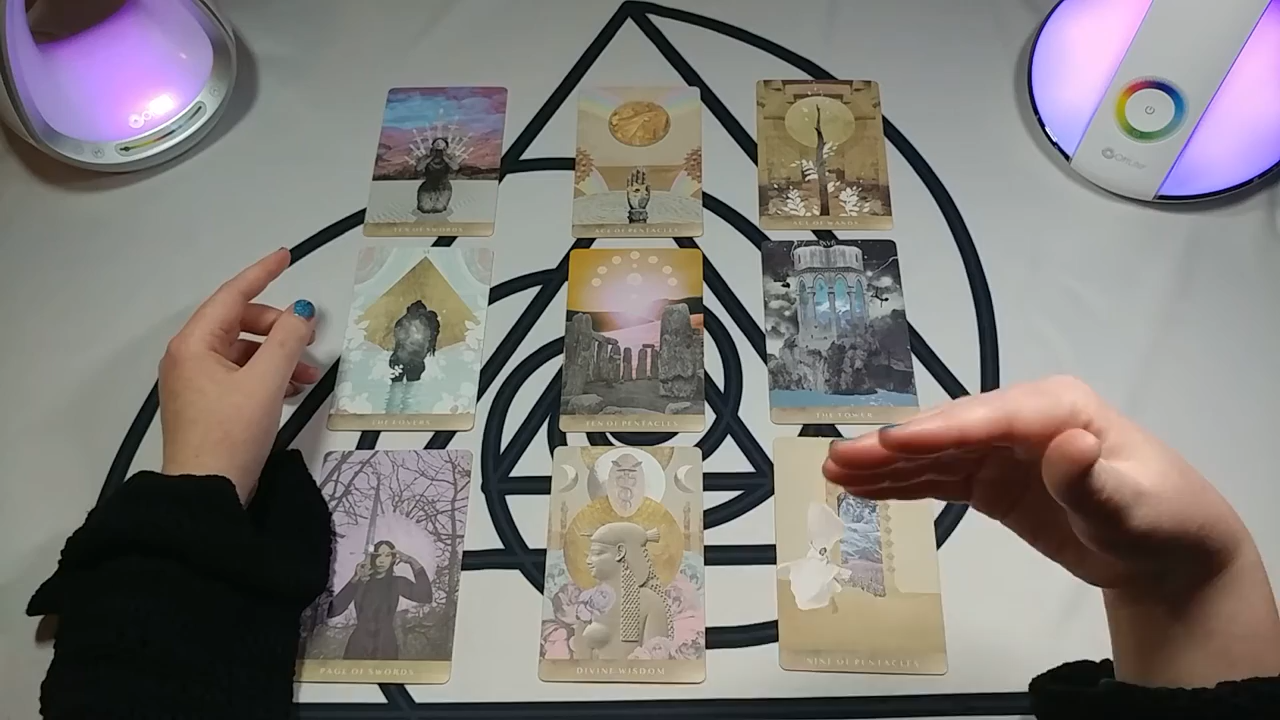 TEN OF SWORDS
ACE OF PENTACLES
ACE OF WANDS
THE LOVERS
TEN OF PENTACLES
THE TOWER
PAGE OF SWORDS
DIVINE WISDOM
NINE OF PENTACLES